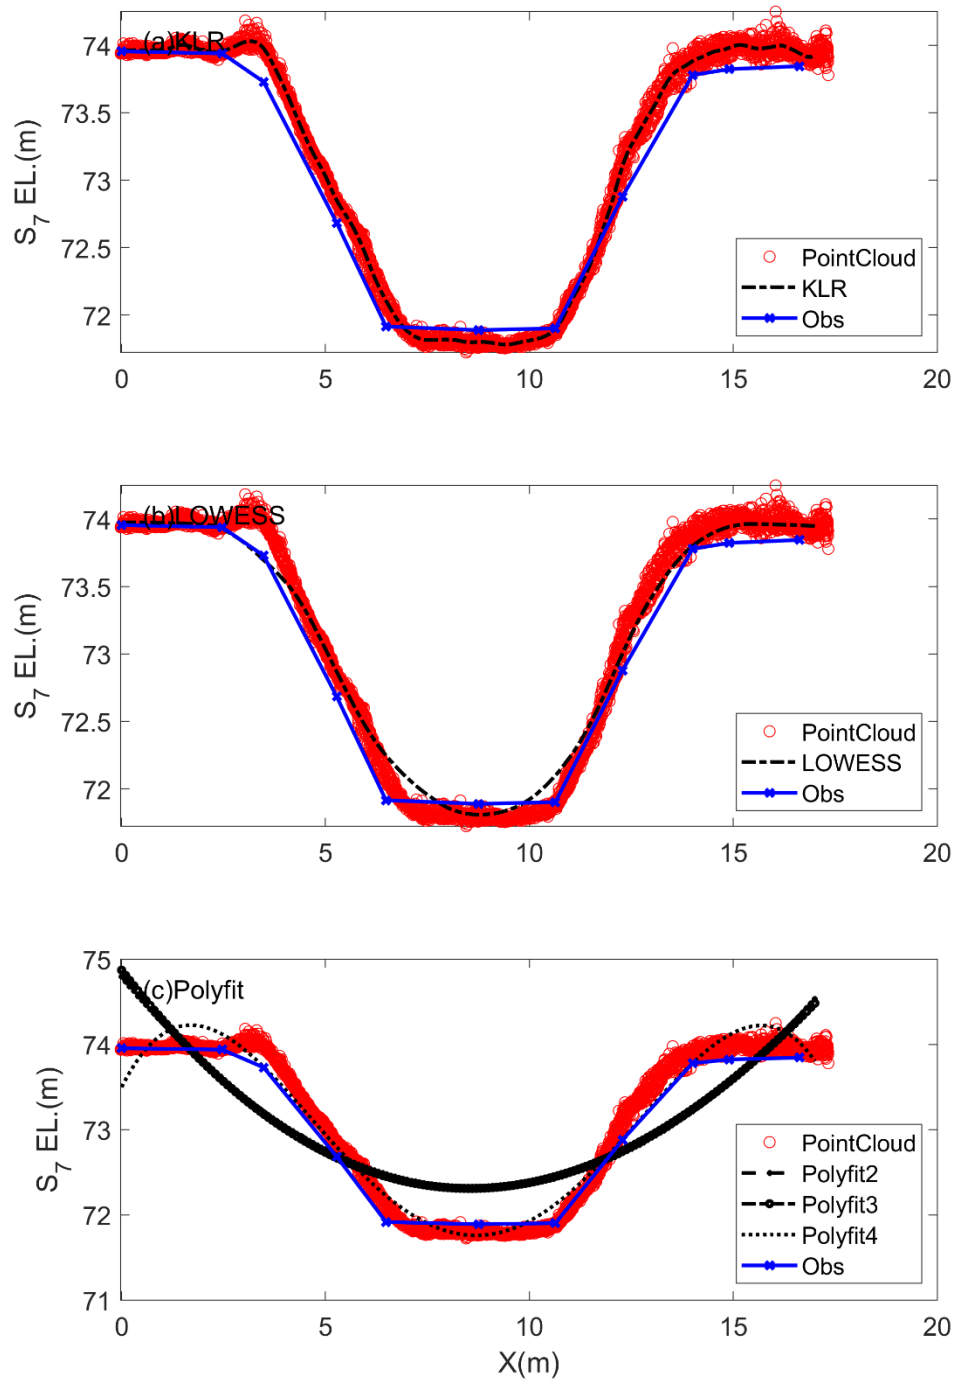 (a)KLR
74
73.5
73
72.5
72
S7 EL.(m)
PointCloud
KLR
Obs
0 5 10 15 20
(b)LOWESS
74
73.5
73
72.5
72
S7 EL.(m)
PointCloud
LOWESS
Obs
0 5 10 15 20
(c)Polyfit
75
74
73
72
71
S7 EL.(m)
PointCloud
Polyfit2
Polyfit3
Polyfit4
Obs
0 5 10 15 20
X(m)